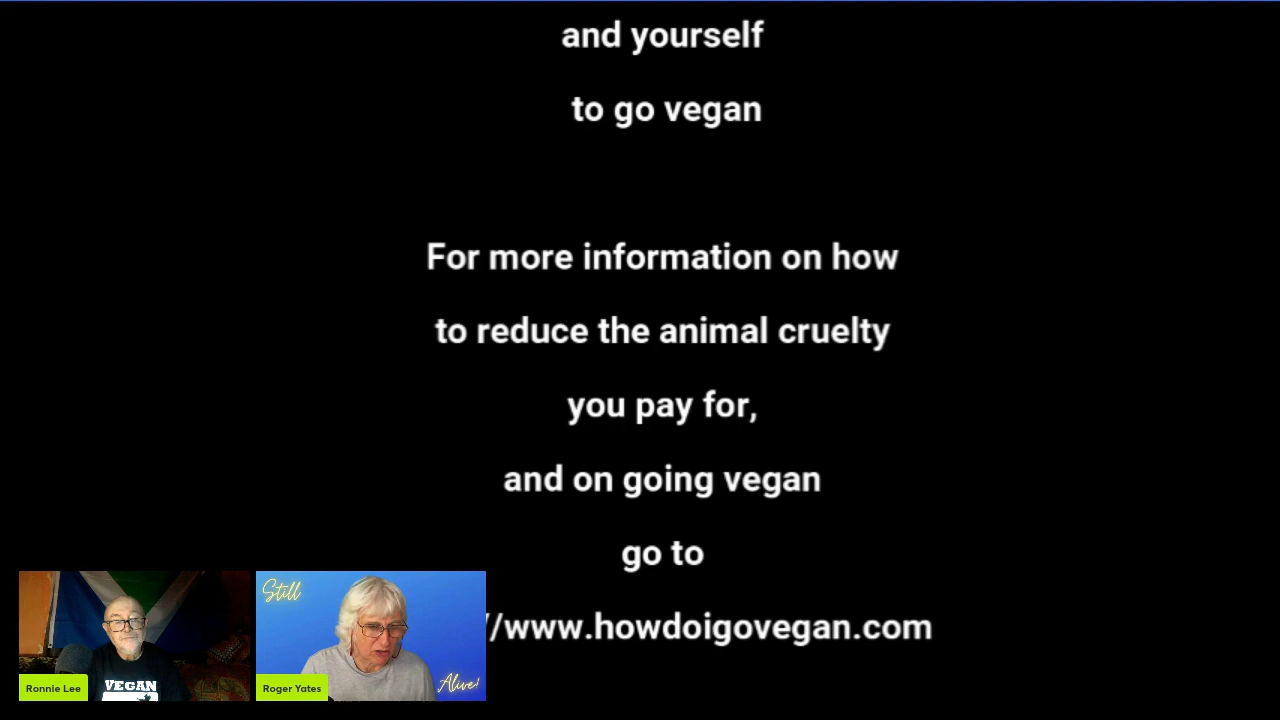 and yourself
to go vegan
For more information on how
to reduce the animal cruelty
you pay for,
and on going vegan
go to
//www.howdoigovegan.com
Still
Alive!
VEGAN
Ronnie Lee
Roger Yates